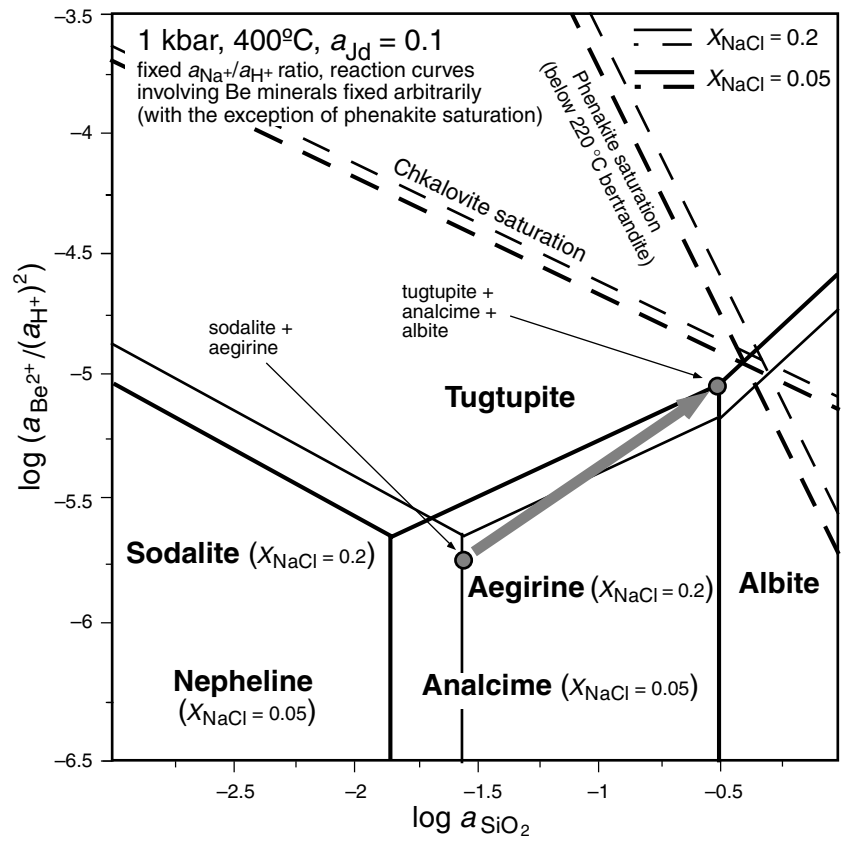 1 kbar, 400ºC, aJd = 0.1
fixed aNa+/aH+ ratio, reaction curves
involving Be minerals fixed arbitrarily
(with the exception of phenakite saturation)
XNaCl = 0.2
XNaCl = 0.05
Phenakite saturation
(below 220 °C bertrandite)
Chkalovite saturation
tugtupite +
analcime +
albite
sodalite +
aegirine
Tugtupite
Sodalite (XNaCl = 0.2)
Aegirine (XNaCl = 0.2)
Albite
Nepheline
(XNaCl = 0.05)
Analcime (XNaCl = 0.05)
log (aBe2+/(aH+)2)
−3.5
−4
−4.5
−5
−5.5
−6
−6.5
−2.5
−2
−1.5
−1
−0.5
log aSiO2